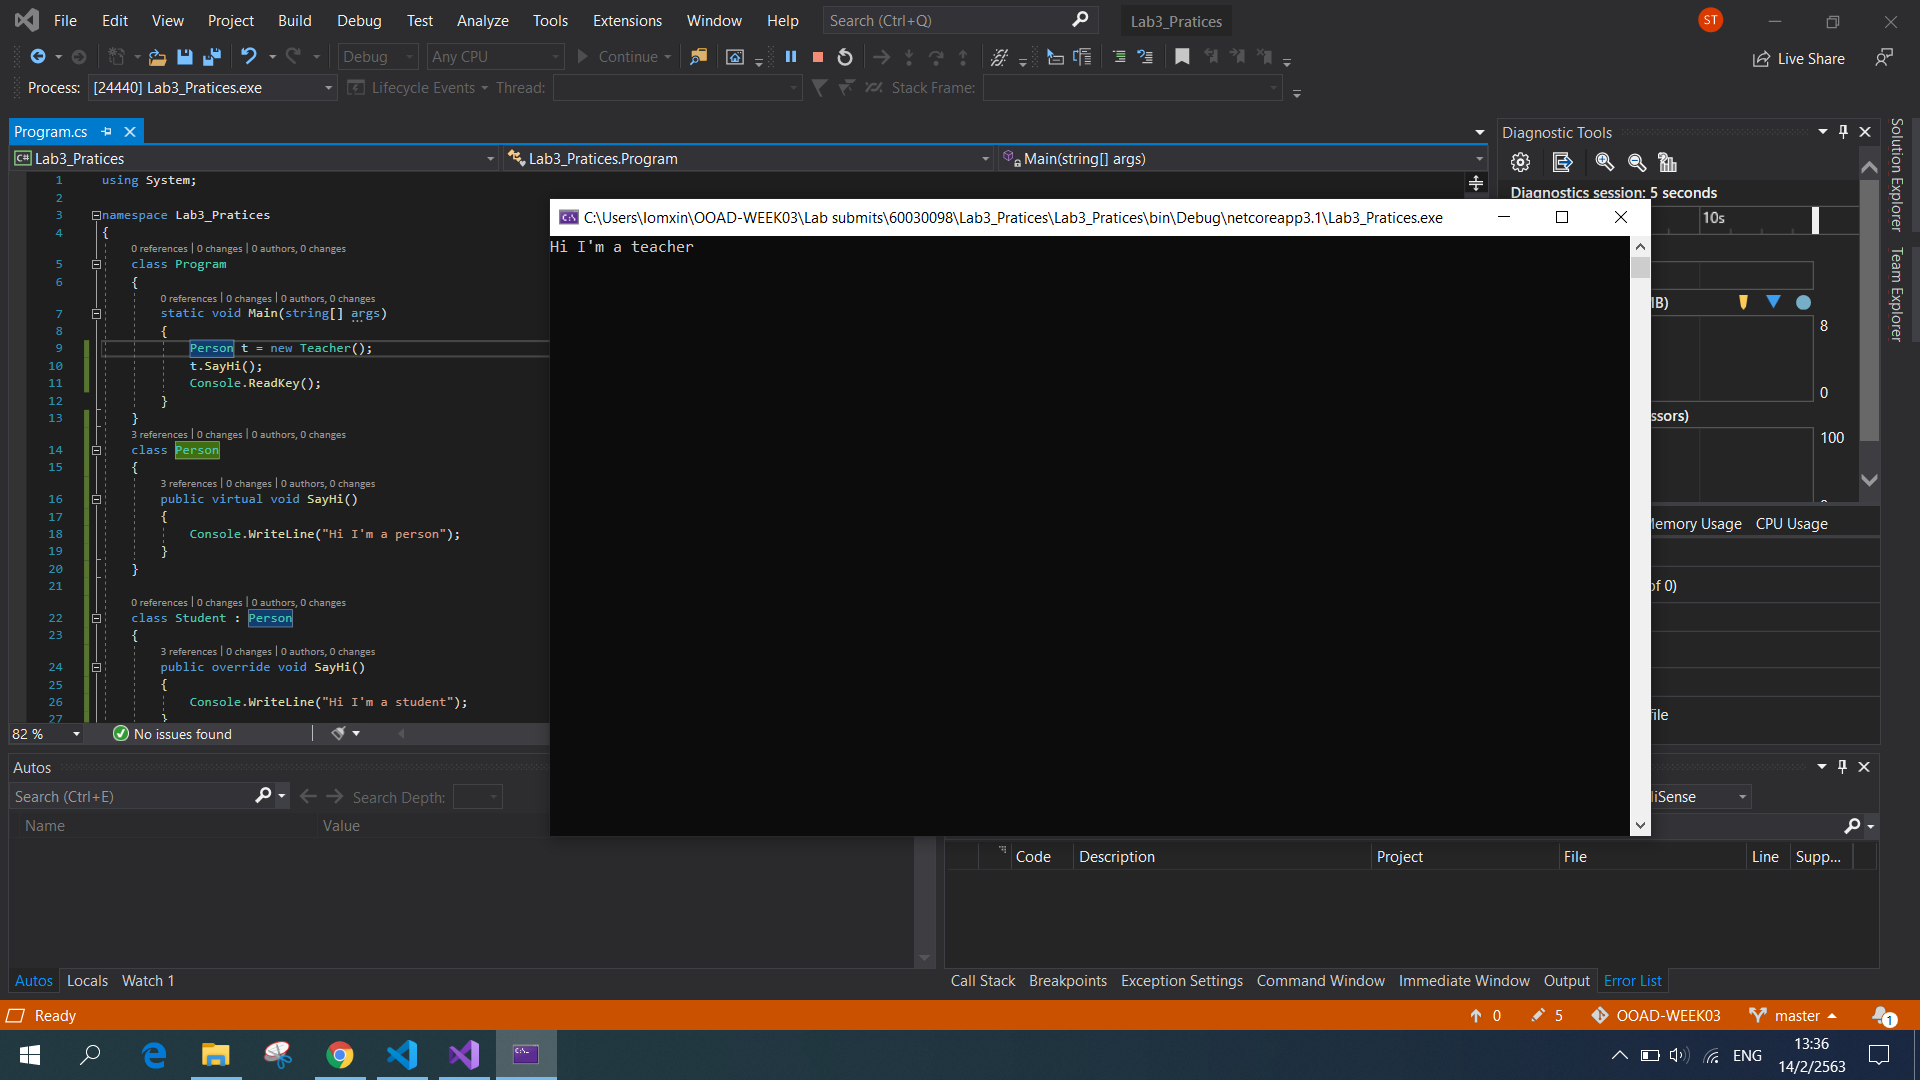 File Edit View Project Build Debug Test Analyze Tools Extensions Window Help Search (Ctrl+Q) Lab3_Pratices ST
Debug Any CPU Continue Live Share
Process: [24440] Lab3_Pratices.exe Lifecycle Events Thread: Stack Frame:
Program.cs
C# Lab3_Pratices Lab3_Pratices.Program Main(string[] args)
1 using System;
2
3 namespace Lab3_Pratices
4 {
0 references | 0 changes | 0 authors, 0 changes
5 class Program
6 {
0 references | 0 changes | 0 authors, 0 changes
7 static void Main(string[] args)
8 {
9 Person t = new Teacher();
10 t.SayHi();
11 Console.ReadKey();
12 }
13 }
3 references | 0 changes | 0 authors, 0 changes
14 class Person
15 {
3 references | 0 changes | 0 authors, 0 changes
16 public virtual void SayHi()
17 {
18 Console.WriteLine("Hi I'm a person");
19 }
20 }
21
0 references | 0 changes | 0 authors, 0 changes
22 class Student : Person
23 {
3 references | 0 changes | 0 authors, 0 changes
24 public override void SayHi()
25 {
26 Console.WriteLine("Hi I'm a student");
27 }
82 % No issues found
C:\Users\Iomxin\OOAD-WEEK03\Lab submits\60030098\Lab3_Pratices\Lab3_Pratices\bin\Debug\netcoreapp3.1\Lab3_Pratices.exe
Hi I'm a teacher
Diagnostic Tools
Diagnostics session: 5 seconds
10s
8
0
100
Memory Usage CPU Usage
of 0)
Solution Explorer
Team Explorer
Autos
Search (Ctrl+E) Search Depth:
Name Value
Autos Locals Watch 1
Code Description Project File Line Supp...
Call Stack Breakpoints Exception Settings Command Window Immediate Window Output Error List
Ready 0 5 OOAD-WEEK03 master 1
ENG 13:36
14/2/2563